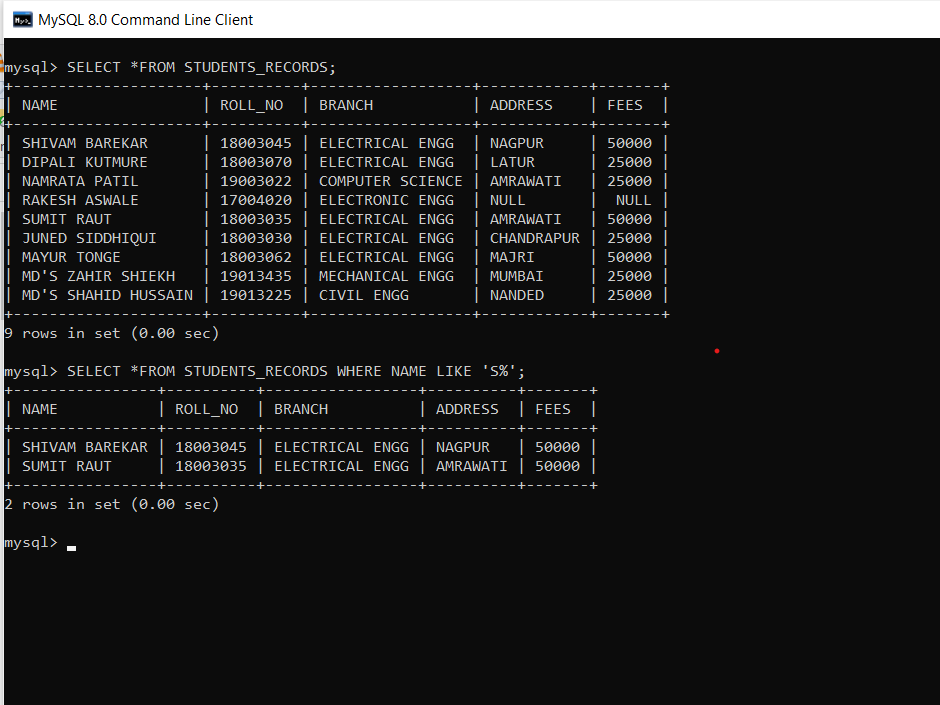 MySQL 8.0 Command Line Client
mysql> SELECT *FROM STUDENTS_RECORDS;
+---------------------+----------+------------------+------------+-------+
| NAME                | ROLL_NO  | BRANCH           | ADDRESS    | FEES  |
+---------------------+----------+------------------+------------+-------+
| SHIVAM BAREKAR      | 18003045 | ELECTRICAL ENGG  | NAGPUR     | 50000 |
| DIPALI KUTMURE      | 18003070 | ELECTRICAL ENGG  | LATUR      | 25000 |
| NAMRATA PATIL       | 19003022 | COMPUTER SCIENCE | AMRAWATI   | 25000 |
| RAKESH ASWALE       | 17004020 | ELECTRONIC ENGG  | NULL       |  NULL |
| SUMIT RAUT          | 18003035 | ELECTRICAL ENGG  | AMRAWATI   | 50000 |
| JUNED SIDDHIQUI     | 18003030 | ELECTRICAL ENGG  | CHANDRAPUR | 25000 |
| MAYUR TONGE         | 18003062 | ELECTRICAL ENGG  | MAJRI      | 50000 |
| MD'S ZAHIR SHIEKH   | 19013435 | MECHANICAL ENGG  | MUMBAI     | 25000 |
| MD'S SHAHID HUSSAIN | 19013225 | CIVIL ENGG       | NANDED     | 25000 |
+---------------------+----------+------------------+------------+-------+
9 rows in set (0.00 sec)
mysql> SELECT *FROM STUDENTS_RECORDS WHERE NAME LIKE 'S%';
+----------------+----------+-----------------+----------+-------+
| NAME           | ROLL_NO  | BRANCH          | ADDRESS  | FEES  |
+----------------+----------+-----------------+----------+-------+
| SHIVAM BAREKAR | 18003045 | ELECTRICAL ENGG | NAGPUR   | 50000 |
| SUMIT RAUT     | 18003035 | ELECTRICAL ENGG | AMRAWATI | 50000 |
+----------------+----------+-----------------+----------+-------+
2 rows in set (0.00 sec)
mysql>